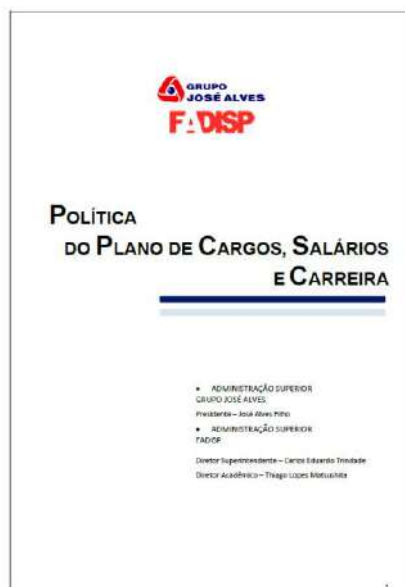 GRUPO
JOSÉ ALVES
FADISP
POLÍTICA
DO PLANO DE CARGOS, SALÁRIOS
E CARREIRA
• ADMINISTRAÇÃO SUPERIOR
GRUPO JOSÉ ALVES
Presidente – José Alves Filho
• ADMINISTRAÇÃO SUPERIOR
FADISP
Diretor Superintendente – Carlos Eduardo Trindade
Diretor Acadêmico – Thiago Lopes Matsushita